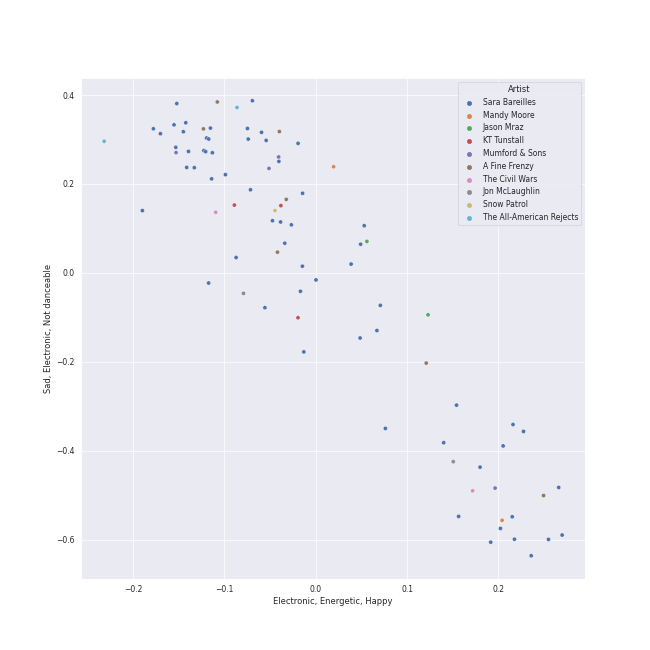 Artist
Sara Bareilles
Mandy Moore
Jason Mraz
KT Tunstall
Mumford & Sons
A Fine Frenzy
The Civil Wars
Jon McLaughlin
Snow Patrol
The All-American Rejects
0.4
0.2
0.0
−0.2
−0.4
−0.6
Sad, Electronic, Not danceable
−0.2 −0.1 0.0 0.1 0.2
Electronic, Energetic, Happy